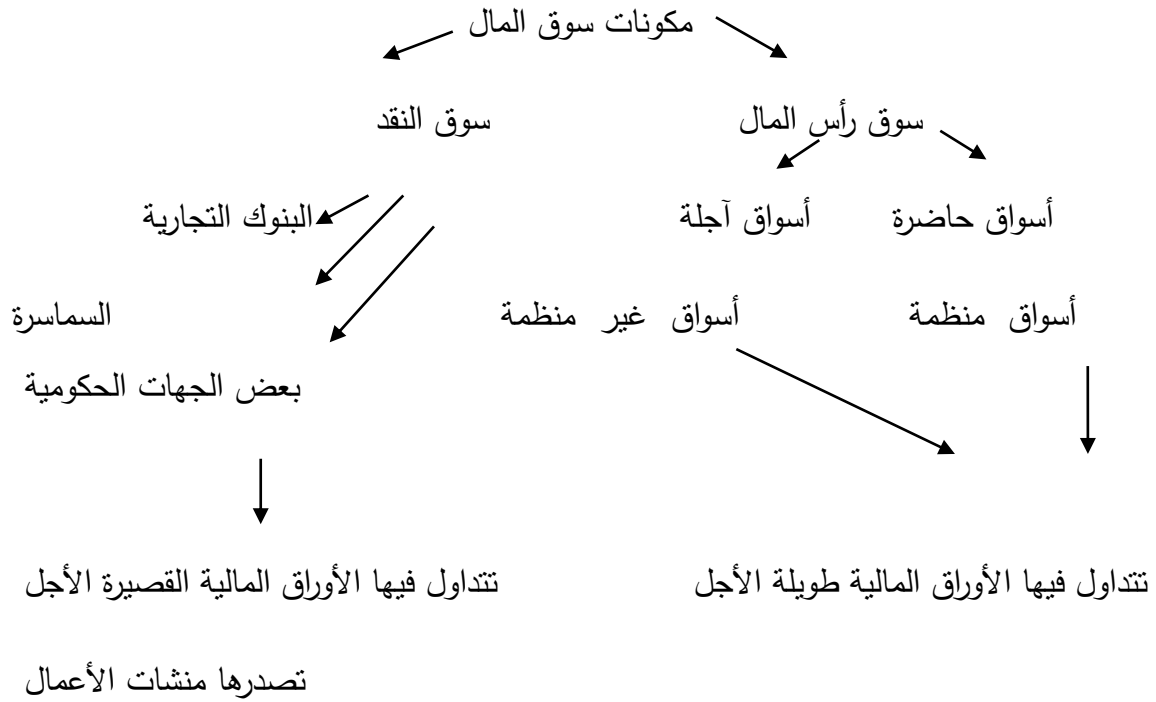 مكونات سوق المال
سوق رأس المال سوق النقد
أسواق حاضرة أسواق آجلة البنوك التجارية
أسواق منظمة أسواق غير منظمة السماسرة
بعض الجهات الحكومية
تتداول فيها الأوراق المالية طويلة الأجل تتداول فيها الأوراق المالية القصيرة الأجل
تصدرها منشات الأعمال